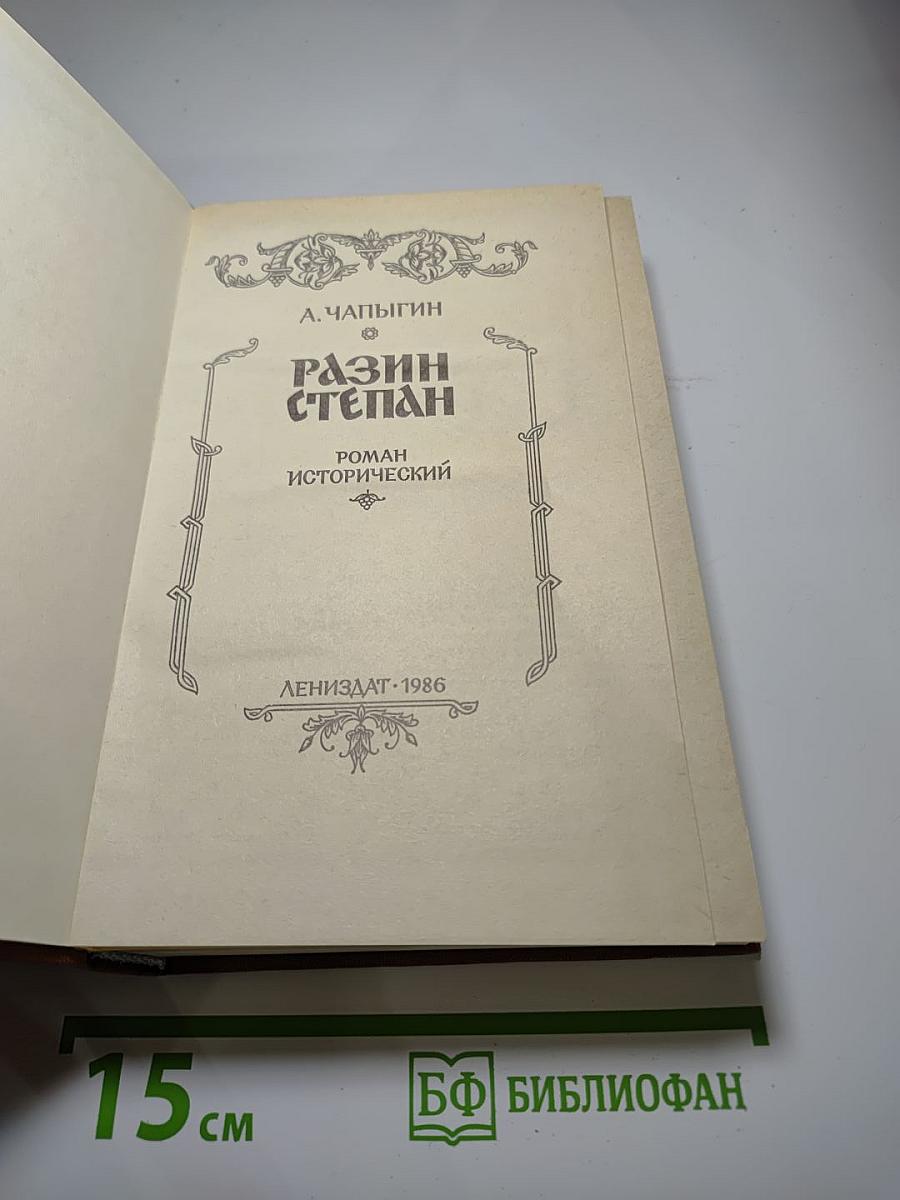 А. ЧАПЫГИН
РАЗИН
СТЕПАН
РОМАН
ИСТОРИЧЕСКИЙ
ЛЕНИЗДАТ · 1986
15 см
БФ БИБЛИОФАН